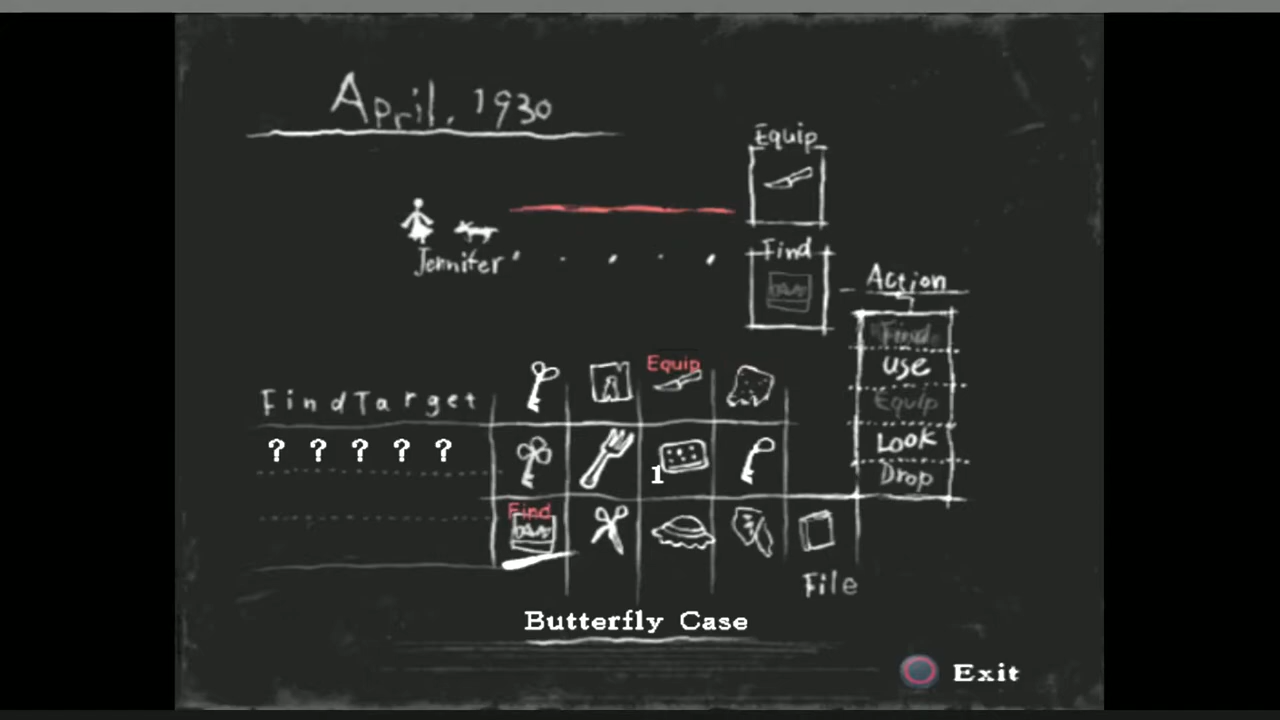 April. 1930
Equip
Jennifer
Find
Action
Find
Equip
use
FindTarget
Equip
? ? ? ? ?
Look
1
Drop
Find
File
Butterfly Case
Exit